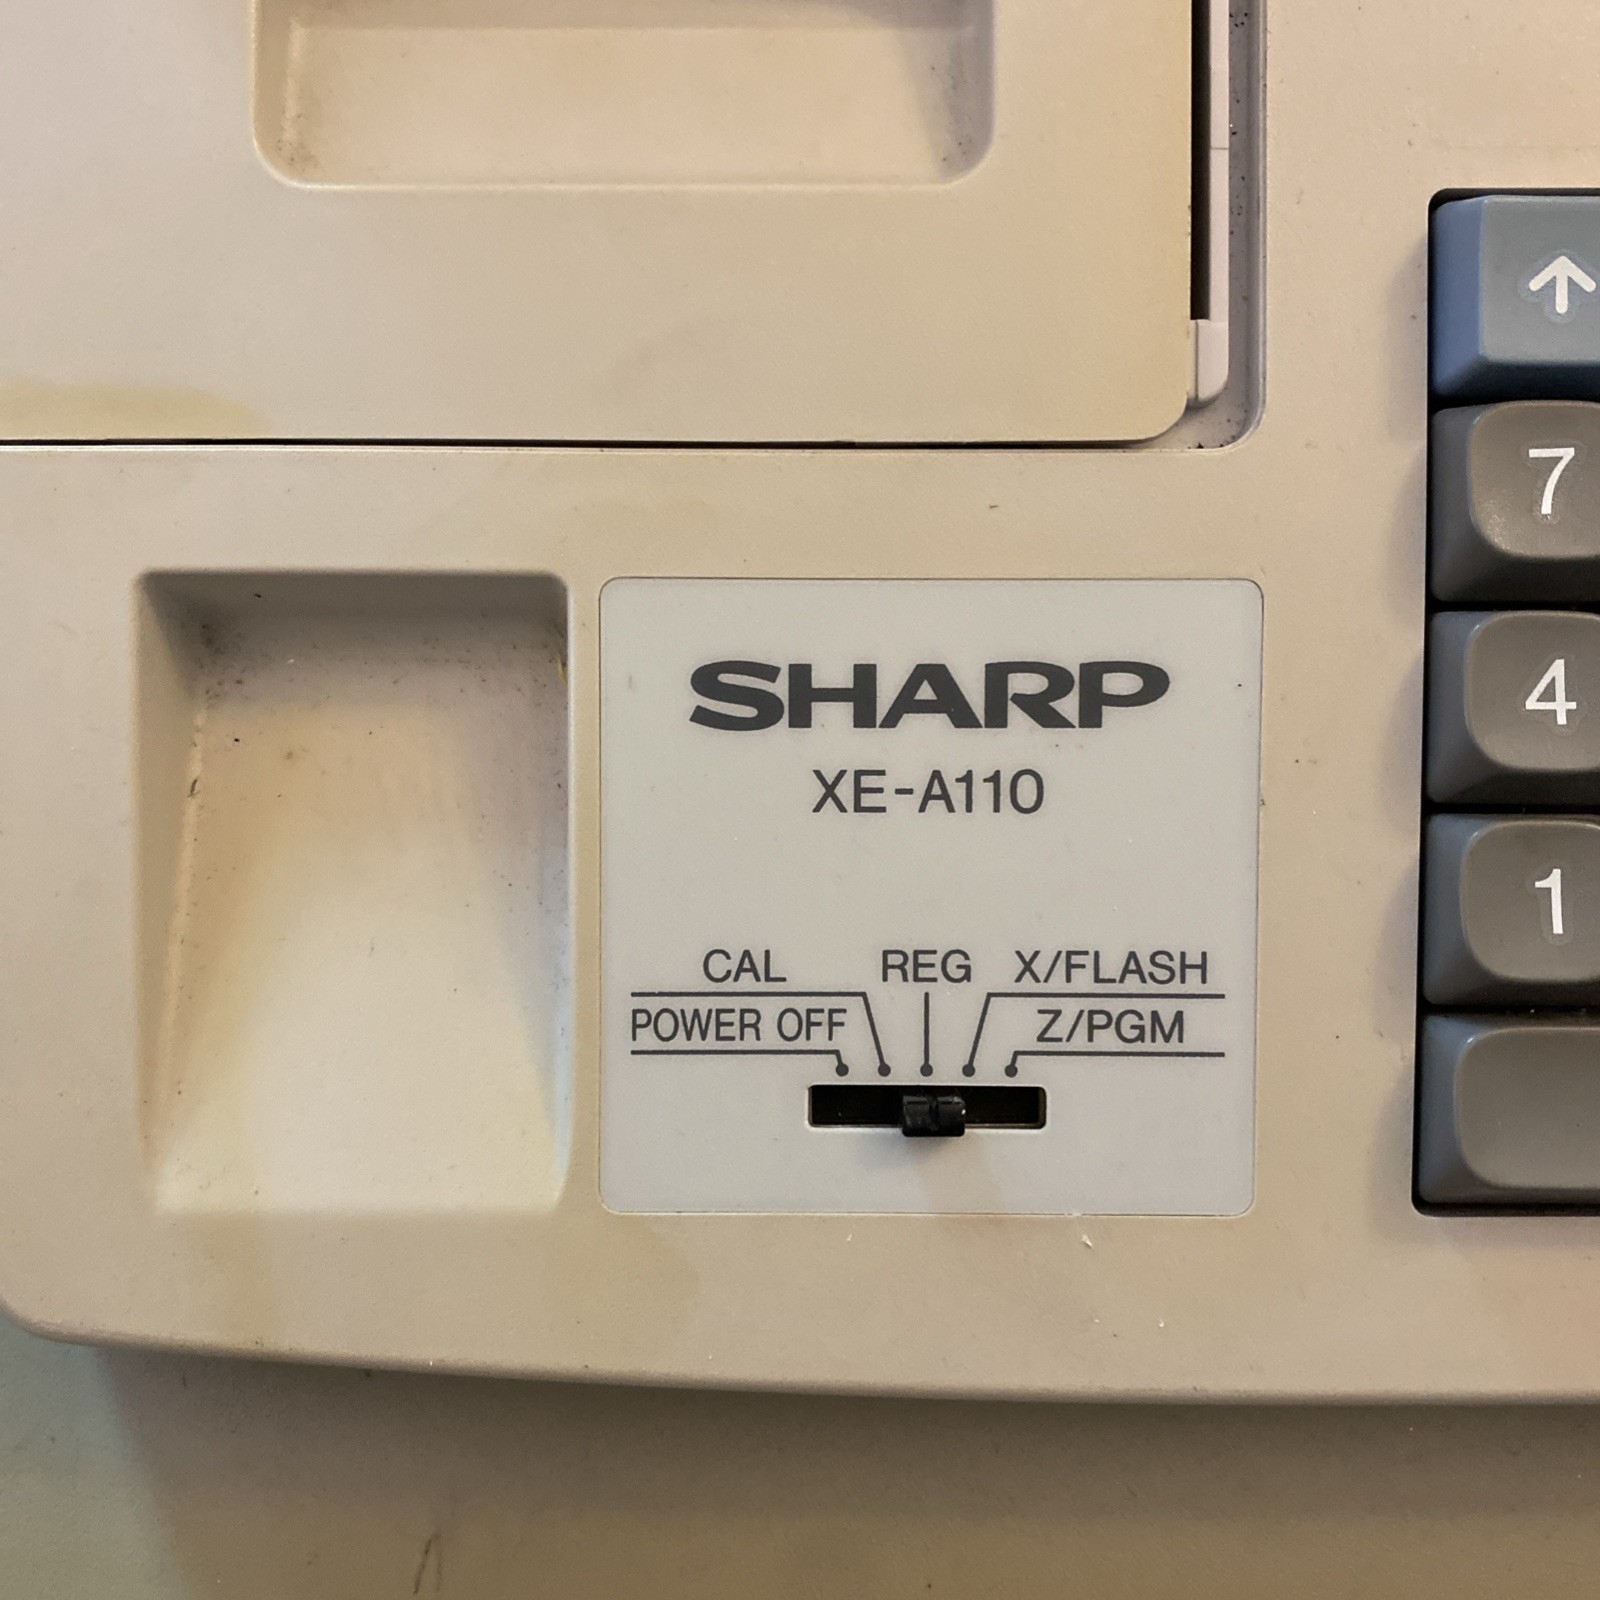 SHARP
XE-A110
CAL REG X/FLASH
POWER OFF Z/PGM
↑
7
4
1